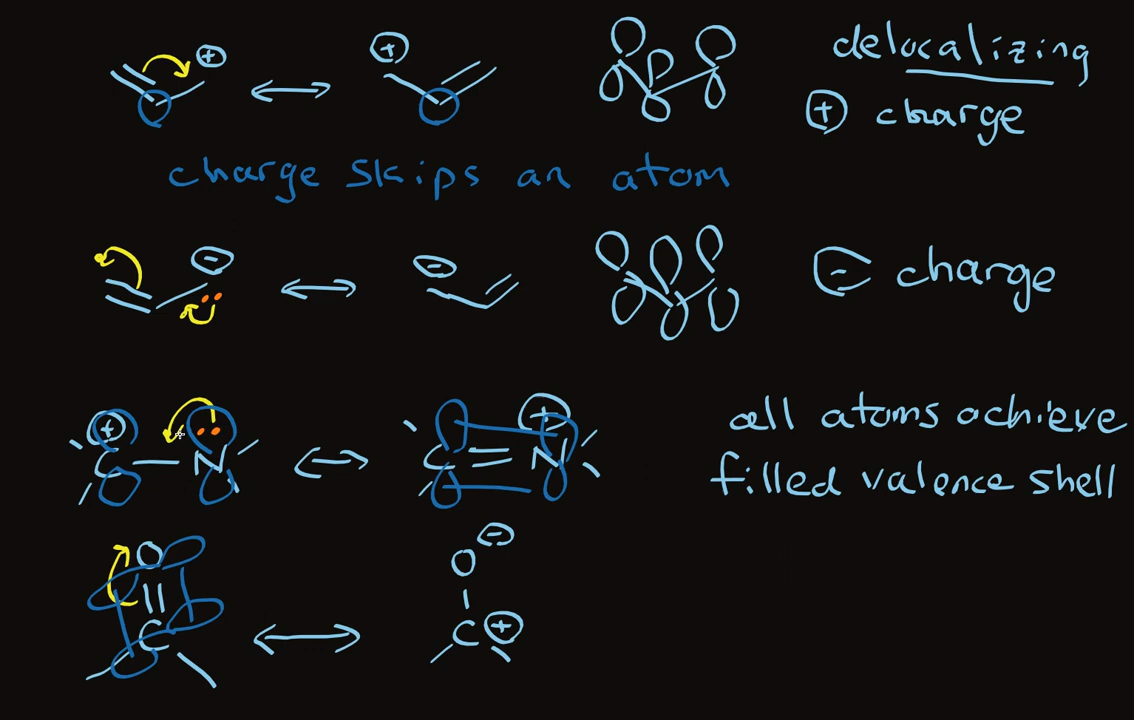 delocalizing
+ charge
+ +
charge skips an atom
- charge
- -
all atoms achieve
filled valence shell
+ +
C N C N
O O -
C C +